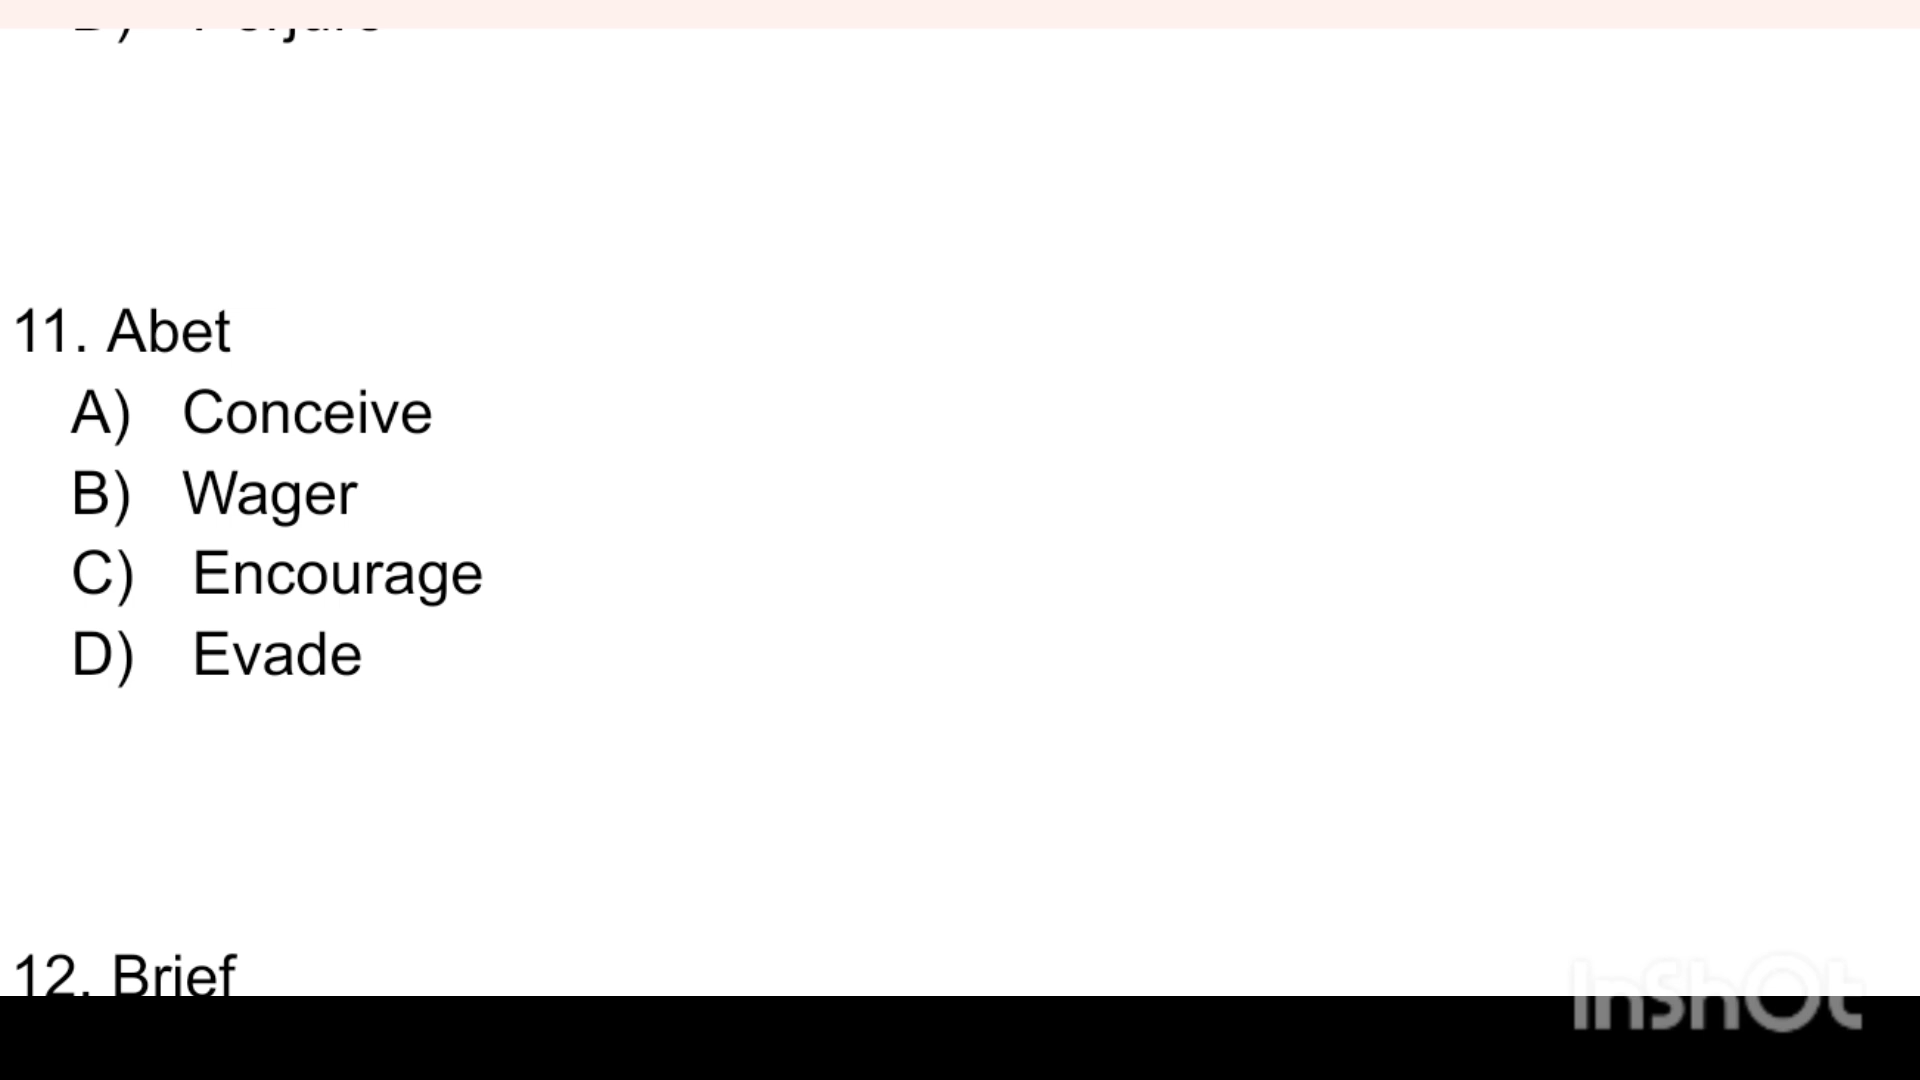 11. Abet
A) Conceive
B) Wager
C) Encourage
D) Evade
12. Brief
InShOt